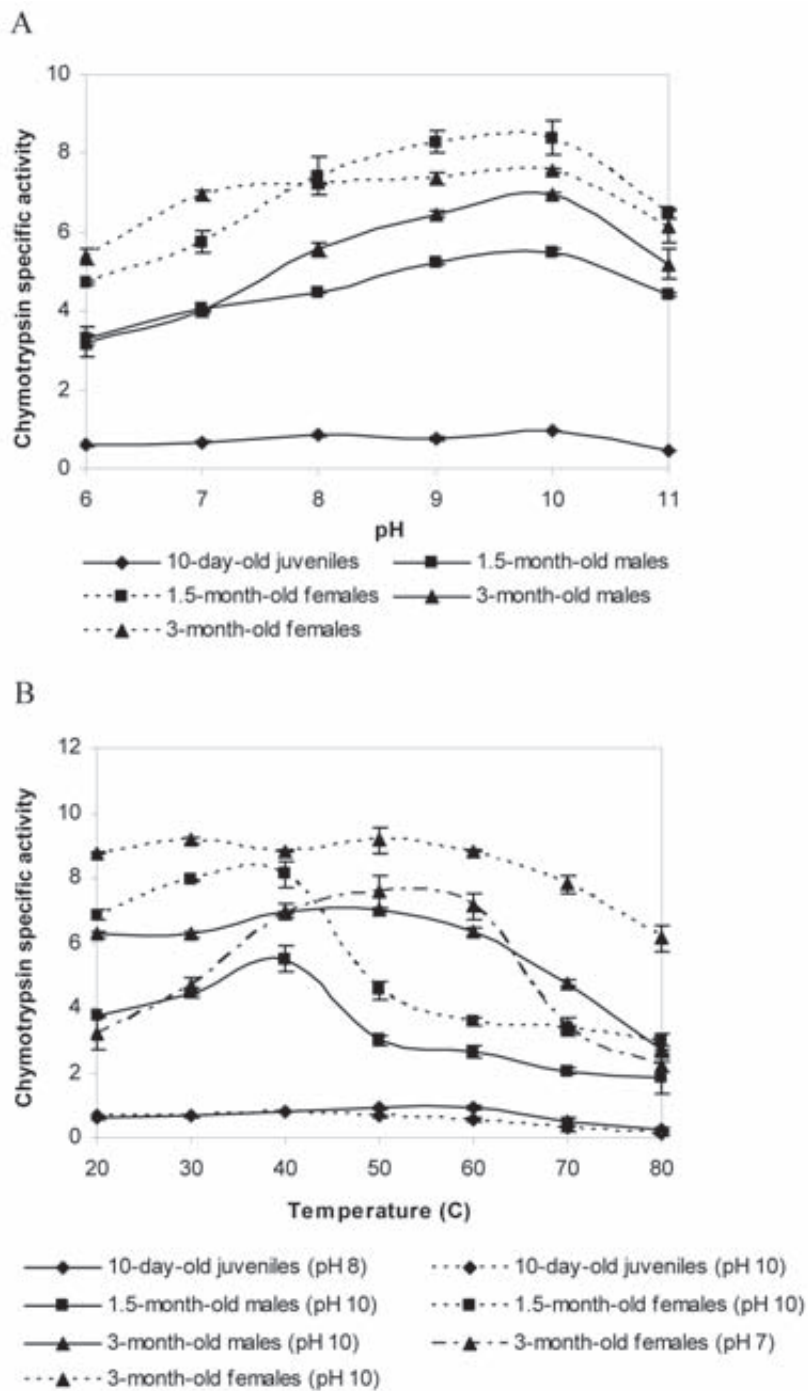 A
Chymotrypsin specific activity
10
8
6
4
2
0
6 7 8 9 10 11
pH
10-day-old juveniles 1.5-month-old males
1.5-month-old females 3-month-old males
3-month-old females
B
Chymotrypsin specific activity
12
10
8
6
4
2
0
20 30 40 50 60 70 80
Temperature (C)
10-day-old juveniles (pH 8) 10-day-old juveniles (pH 10)
1.5-month-old males (pH 10) 1.5-month-old females (pH 10)
3-month-old males (pH 10) 3-month-old females (pH 7)
3-month-old females (pH 10)